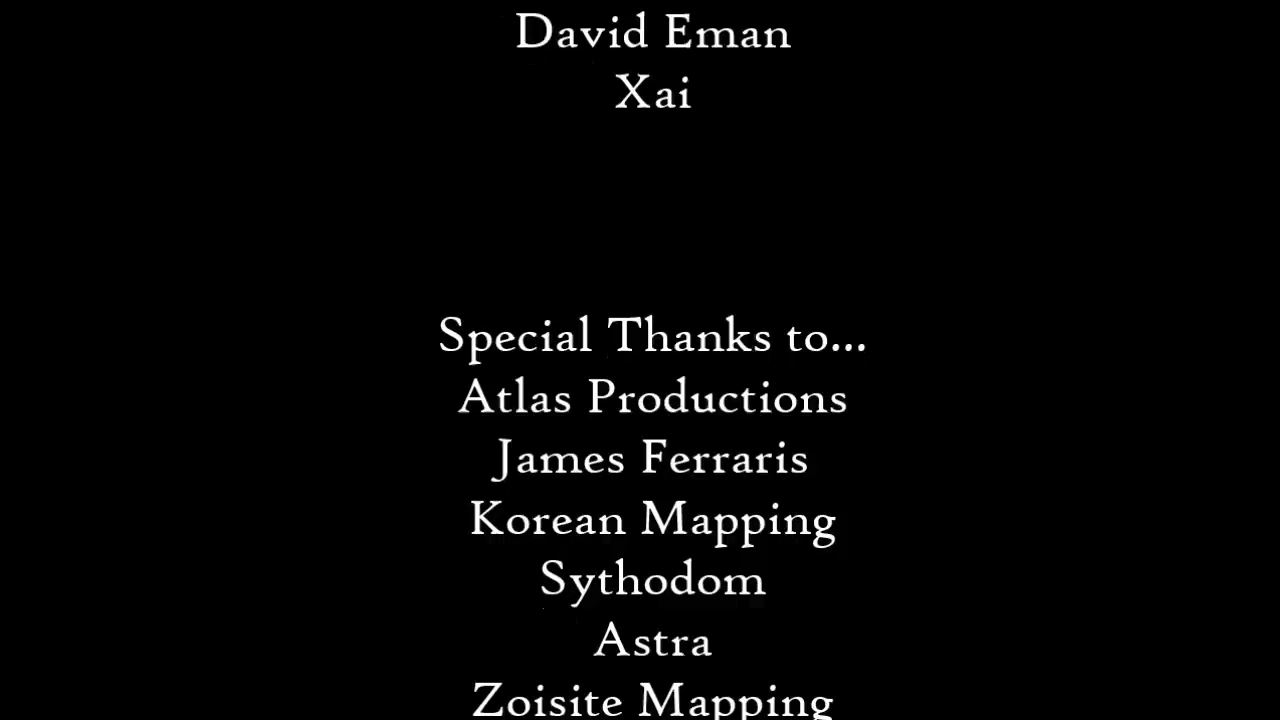 David Eman
Xai
Special Thanks to...
Atlas Productions
James Ferraris
Korean Mapping
Sythodom
Astra
Zoisite Mapping